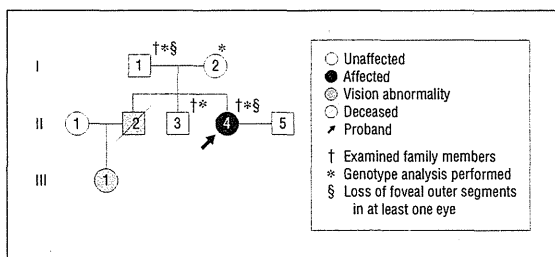 †*§ *
I 1 2
†* †*§
II 1 2 3 4 5
III 1
Unaffected
Affected
Vision abnormality
Deceased
Proband
† Examined family members
* Genotype analysis performed
§ Loss of foveal outer segments
in at least one eye